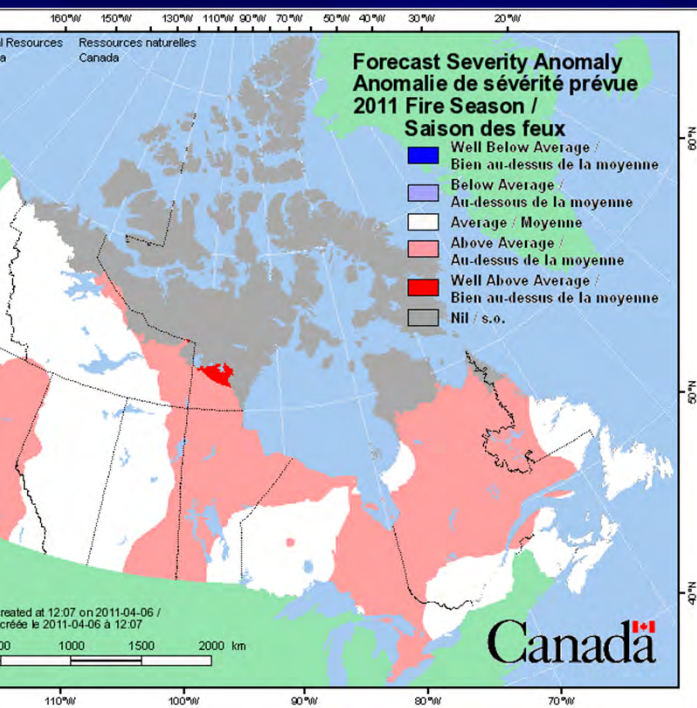 160°W 150°W 130°W 110°W 90°W 70°W 50°W 40°W 30°W 20°W
l Resources Ressources naturelles
a Canada
Forecast Severity Anomaly
Anomalie de sévérité prévue
2011 Fire Season /
Saison des feux
Well Below Average /
Bien au-dessus de la moyenne
Below Average /
Au-dessous de la moyenne
Average / Moyenne
Above Average /
Au-dessus de la moyenne
Well Above Average /
Bien au-dessus de la moyenne
Nil / s.o.
60°N
50°N
40°N
reated at 12:07 on 2011-04-06 /
créée le 2011-04-06 à 12:07
00 1000 1500 2000 km
Canada
110°W 100°W 90°W 80°W 70°W